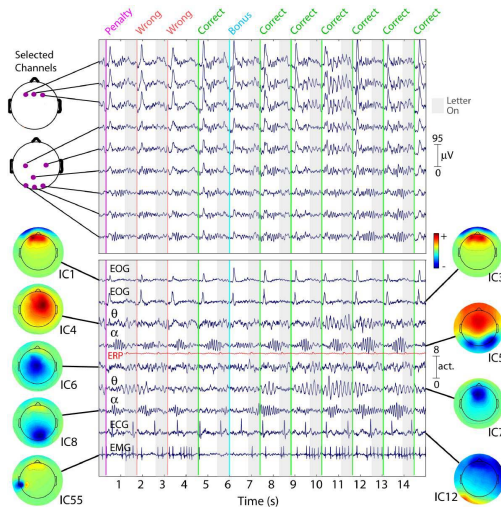 Penalty Wrong Wrong Correct Bonus Correct Correct Correct Correct Correct Correct Correct
Selected
Channels
Letter
On
95
μV
0
+
-
IC1
EOG
IC3
EOG
IC4
θ
α
IC5
8
ERP
act.
IC6
θ
0
α
IC8
ECG
EMG
IC55
IC12
1 2 3 4 5 6 7 8 9 10 11 12 13 14
Time (s)